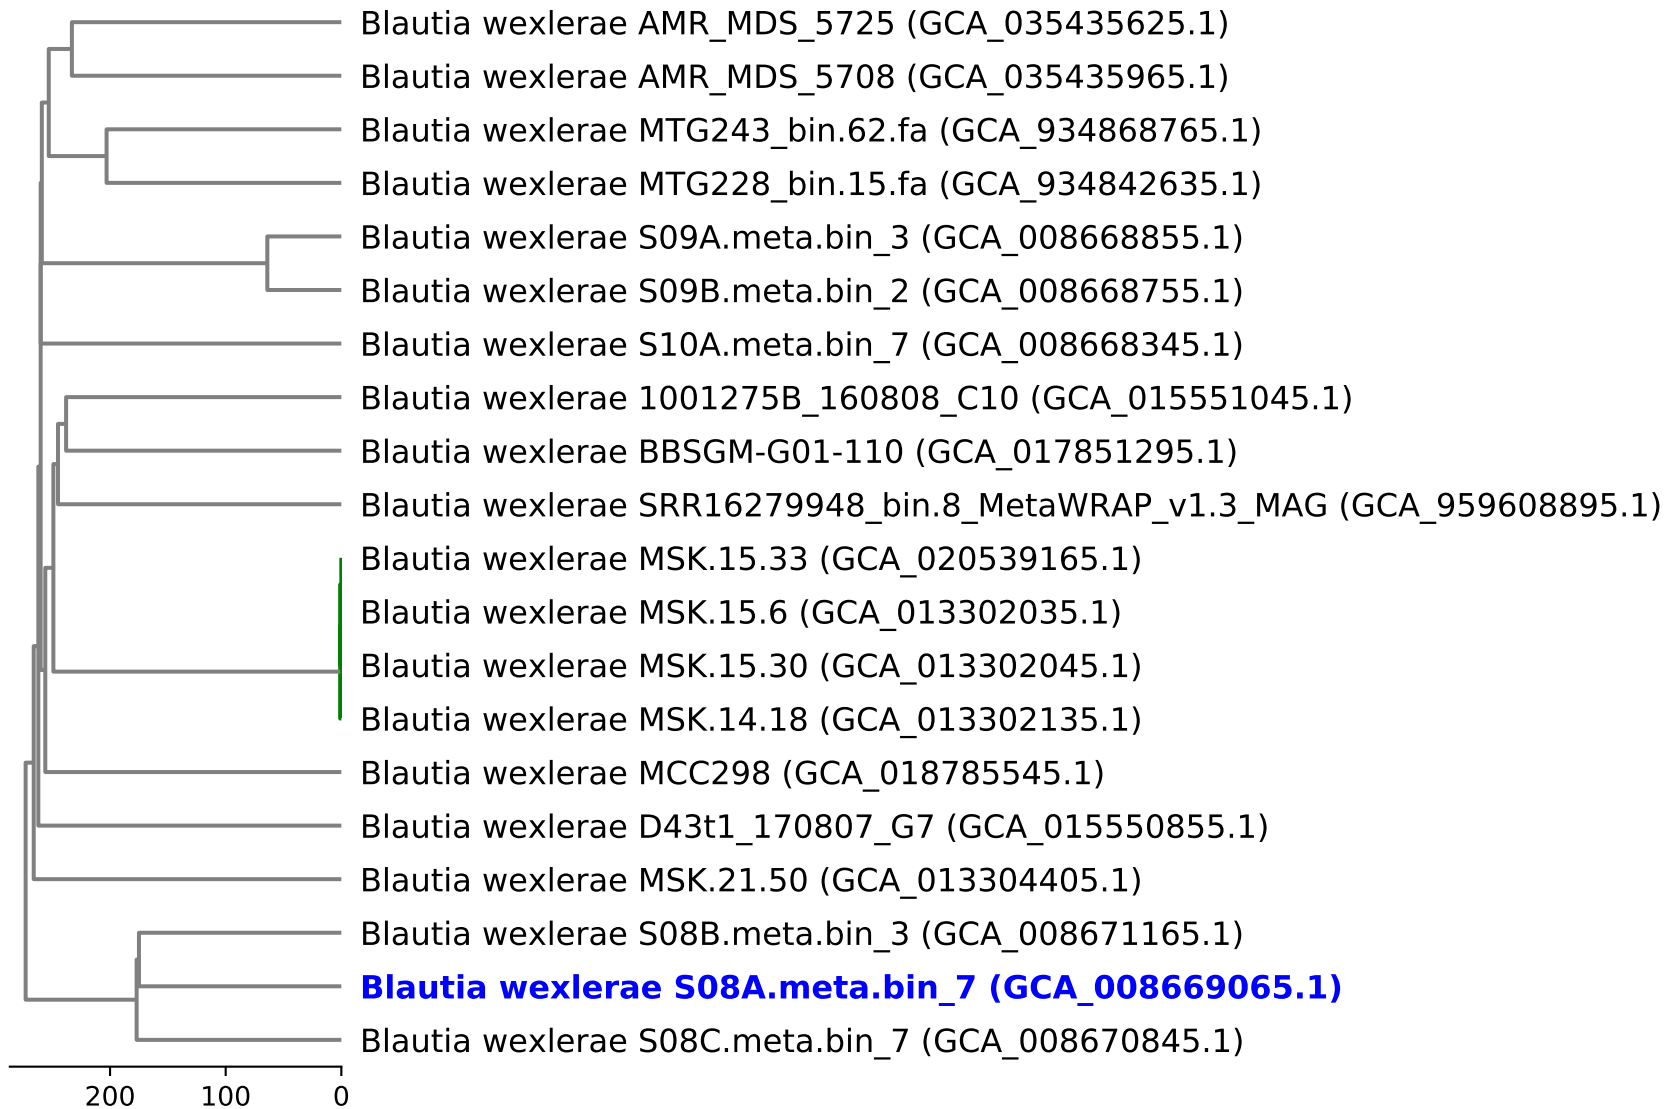 Blautia wexlerae AMR_MDS_5725 (GCA_035435625.1)
Blautia wexlerae AMR_MDS_5708 (GCA_035435965.1)
Blautia wexlerae MTG243_bin.62.fa (GCA_934868765.1)
Blautia wexlerae MTG228_bin.15.fa (GCA_934842635.1)
Blautia wexlerae S09A.meta.bin_3 (GCA_008668855.1)
Blautia wexlerae S09B.meta.bin_2 (GCA_008668755.1)
Blautia wexlerae S10A.meta.bin_7 (GCA_008668345.1)
Blautia wexlerae 1001275B_160808_C10 (GCA_015551045.1)
Blautia wexlerae BBSGM-G01-110 (GCA_017851295.1)
Blautia wexlerae SRR16279948_bin.8_MetaWRAP_v1.3_MAG (GCA_959608895.1)
Blautia wexlerae MSK.15.33 (GCA_020539165.1)
Blautia wexlerae MSK.15.6 (GCA_013302035.1)
Blautia wexlerae MSK.15.30 (GCA_013302045.1)
Blautia wexlerae MSK.14.18 (GCA_013302135.1)
Blautia wexlerae MCC298 (GCA_018785545.1)
Blautia wexlerae D43t1_170807_G7 (GCA_015550855.1)
Blautia wexlerae MSK.21.50 (GCA_013304405.1)
Blautia wexlerae S08B.meta.bin_3 (GCA_008671165.1)
Blautia wexlerae S08A.meta.bin_7 (GCA_008669065.1)
Blautia wexlerae S08C.meta.bin_7 (GCA_008670845.1)
200 100 0